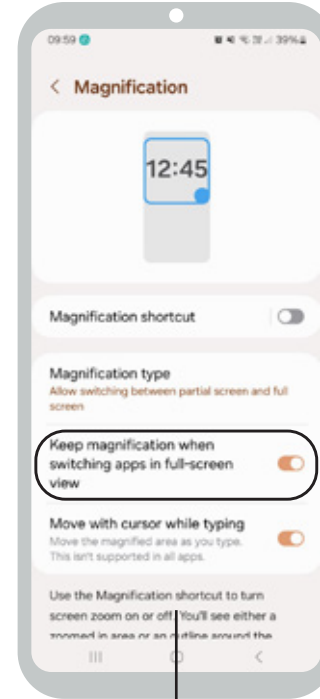 09:59
39%
< Magnification
12:45
Magnification shortcut
Magnification type
Allow switching between partial screen and full
screen
Keep magnification when
switching apps in full-screen
view
Move with cursor while typing
Move the magnified area as you type.
This isn't supported in all apps.
Use the Magnification shortcut to turn
screen zoom on or off. You'll see either a
zoomed in area or an outline around the